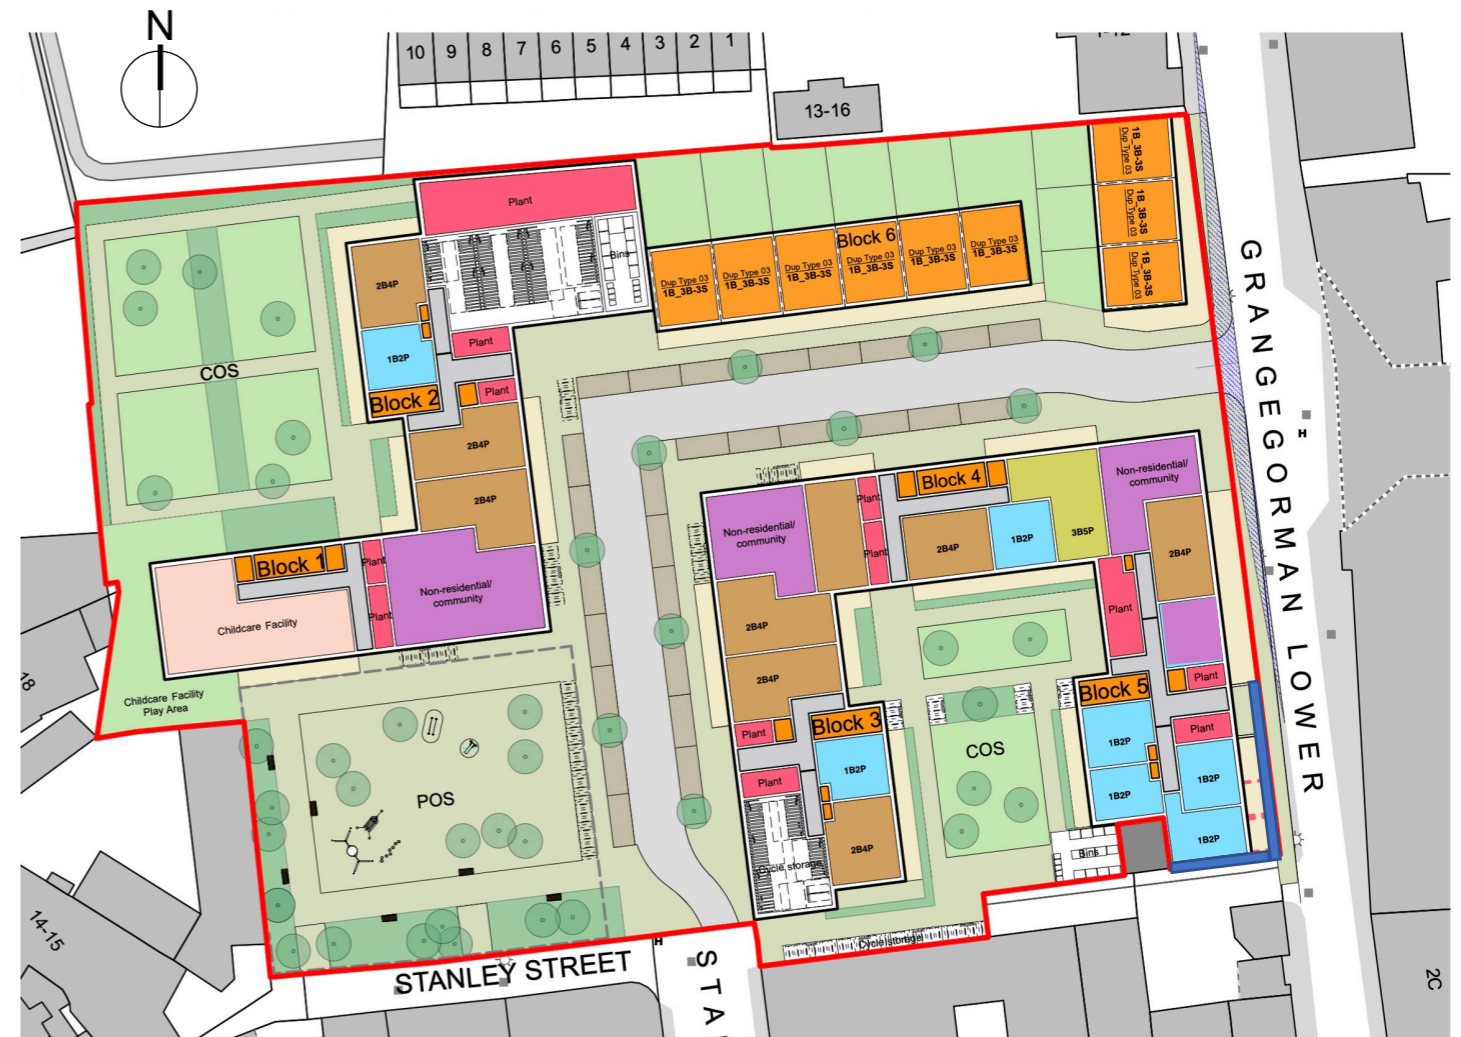 N
10 9 8 7 6 5 4 3 2 1
13-16
1-12
Plant
Bins
2B4P
1B2P
Block 2
Plant
Plant
2B4P
2B4P
COS
Block 6
Dup Type 03
1B_3B-3S
Dup Type 03
1B_3B-3S
Dup Type 03
1B_3B-3S
Dup Type 03
1B_3B-3S
Dup Type 03
1B_3B-3S
Dup Type 03
1B_3B-3S
1B_3B-3S
Dup Type 03
1B_3B-3S
Dup Type 03
1B_3B-3S
Dup Type 03
GRANGEGORMAN LOWER
H
Block 1
Plant
Plant
Childcare Facility
Non-residential/
community
Childcare Facility
Play Area
18
Block 4
Non-residential/
community
Plant
Plant
2B4P
1B2P
3B5P
Non-residential/
community
2B4P
2B4P
2B4P
Plant
Plant
Block 3
Plant
1B2P
Plant
Cycle storage
2B4P
COS
Block 5
Plant
1B2P
1B2P
1B2P
1B2P
Bins
Cycle storage
POS
14-15
H
STANLEY STREET
STA
2C